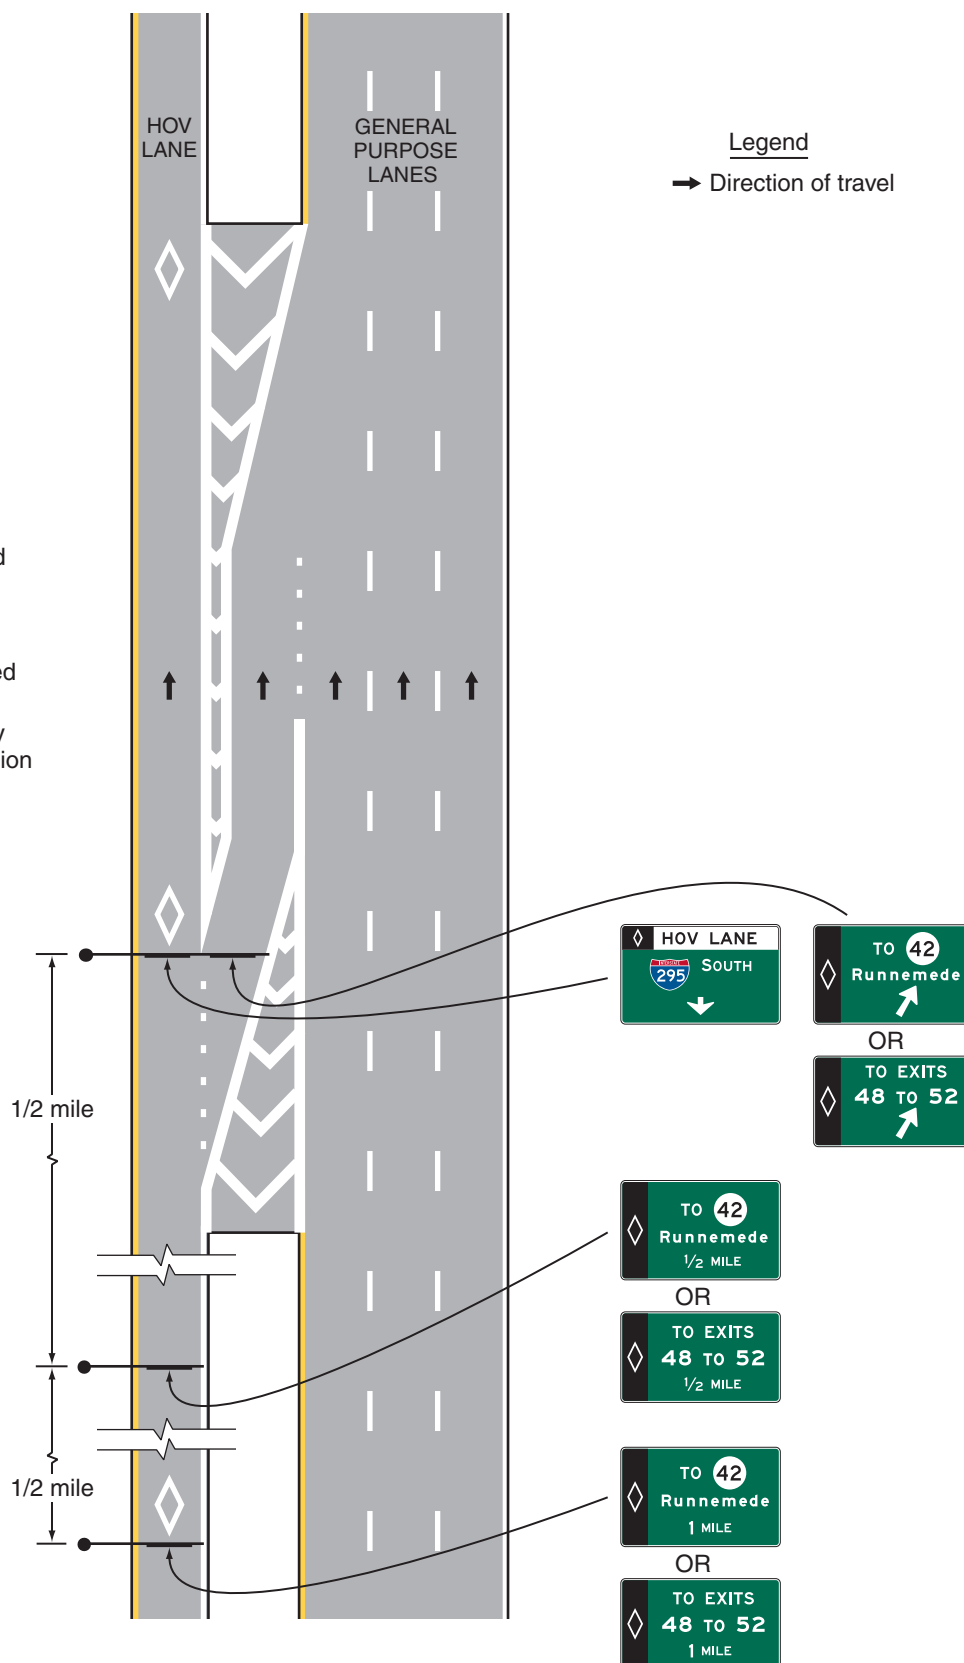 HOV
LANE
GENERAL
PURPOSE
LANES
Legend
Direction of travel
HOV LANE
INTERSTATE
295
SOUTH
TO 42
Runnemede
OR
TO EXITS
48 TO 52
1/2 mile
TO 42
Runnemede
1/2 MILE
OR
TO EXITS
48 TO 52
1/2 MILE
1/2 mile
TO 42
Runnemede
1 MILE
OR
TO EXITS
48 TO 52
1 MILE